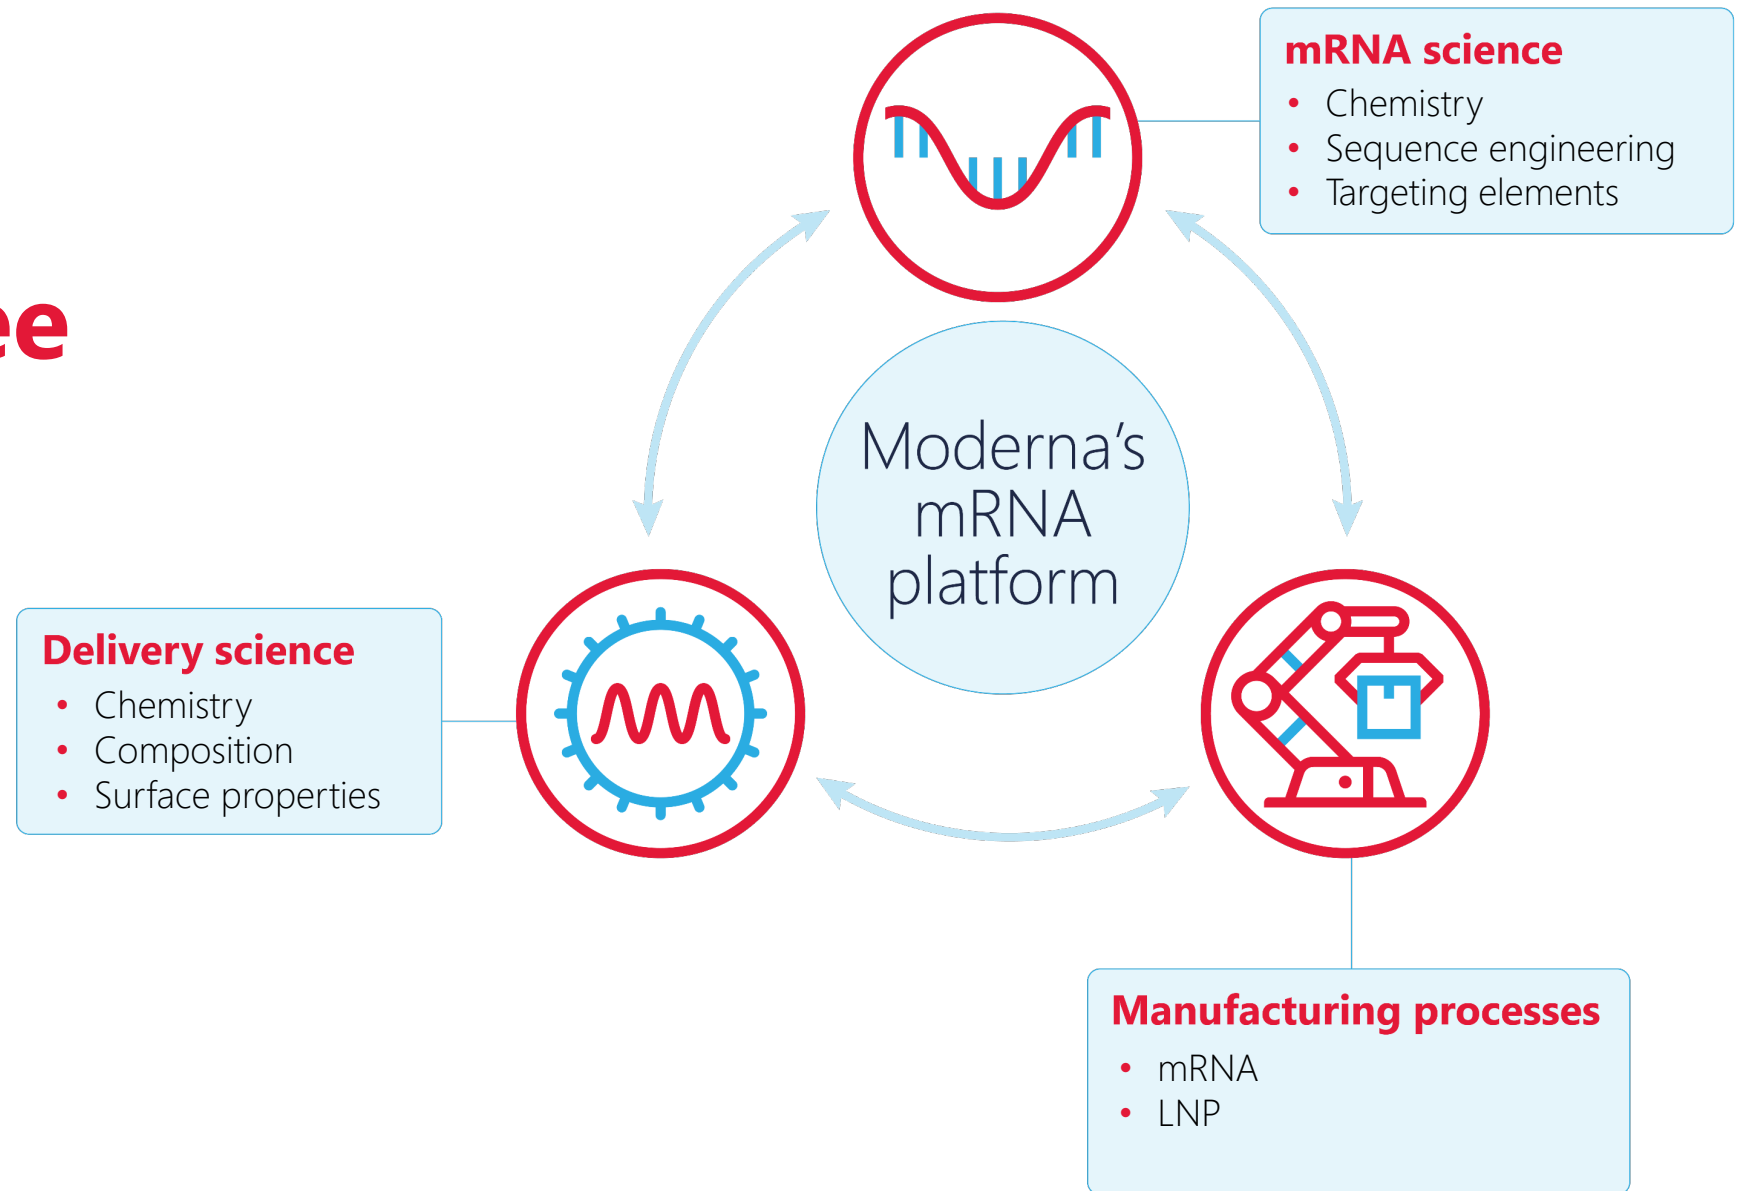 mRNA science
• Chemistry
• Sequence engineering
• Targeting elements
ee
Moderna’s
mRNA
platform
Delivery science
• Chemistry
• Composition
• Surface properties
Manufacturing processes
• mRNA
• LNP